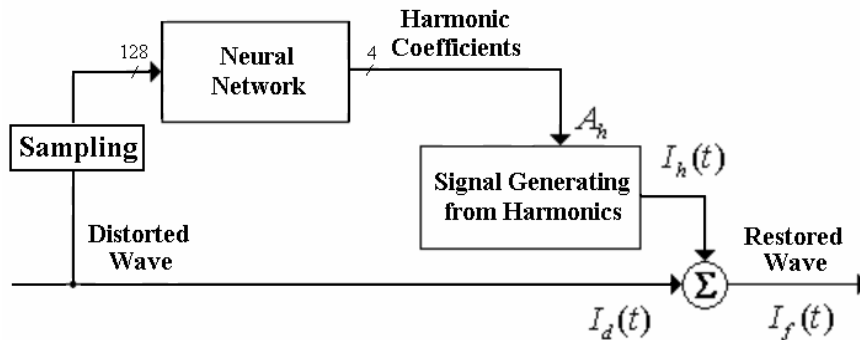 128
Neural
Network
4
Harmonic
Coefficients
Sampling
A_h
Signal Generating
from Harmonics
I_h(t)
Distorted
Wave
Restored
Wave
Σ
I_d(t)
I_f(t)